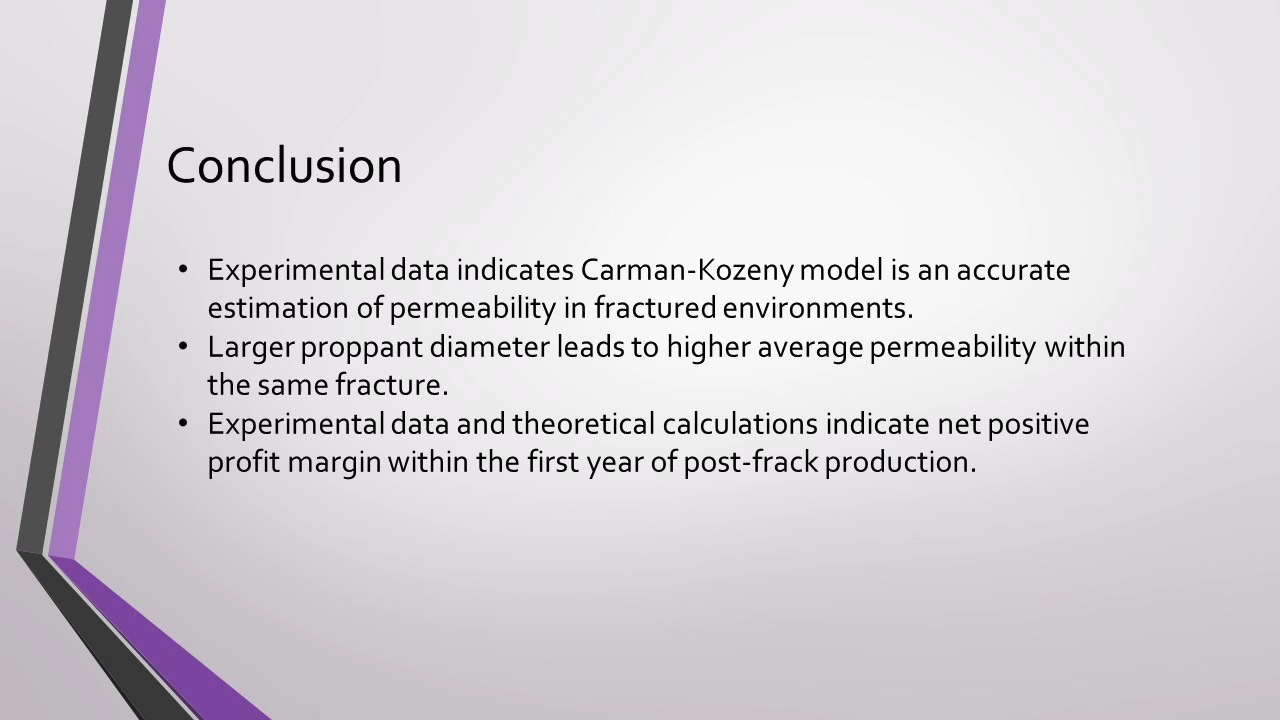 Conclusion
• Experimental data indicates Carman-Kozeny model is an accurate
estimation of permeability in fractured environments.
• Larger proppant diameter leads to higher average permeability within
the same fracture.
• Experimental data and theoretical calculations indicate net positive
profit margin within the first year of post-frack production.